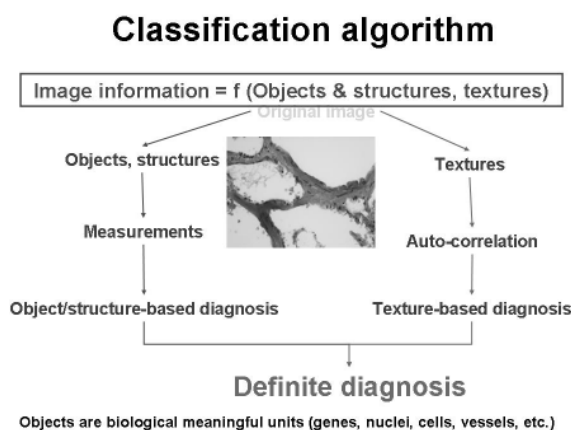 Classification algorithm
Image information = f (Objects & structures, textures)
Original image
Objects, structures
Textures
Measurements
Auto-correlation
Object/structure-based diagnosis
Texture-based diagnosis
Definite diagnosis
Objects are biological meaningful units (genes, nuclei, cells, vessels, etc.)